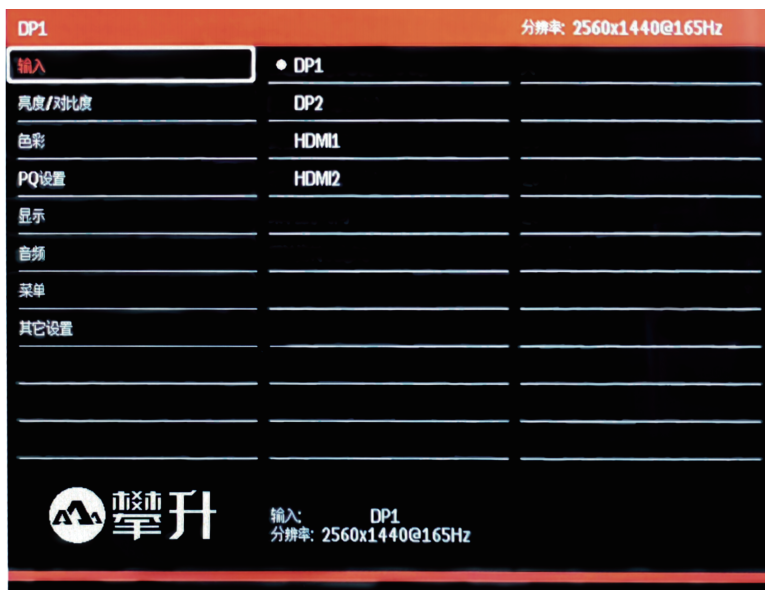 DP1
分辨率: 2560x1440@165Hz
输入
DP1
亮度/对比度
DP2
色彩
HDMI1
PQ设置
HDMI2
显示
音频
菜单
其它设置
攀升
输入: DP1
分辨率: 2560x1440@165Hz